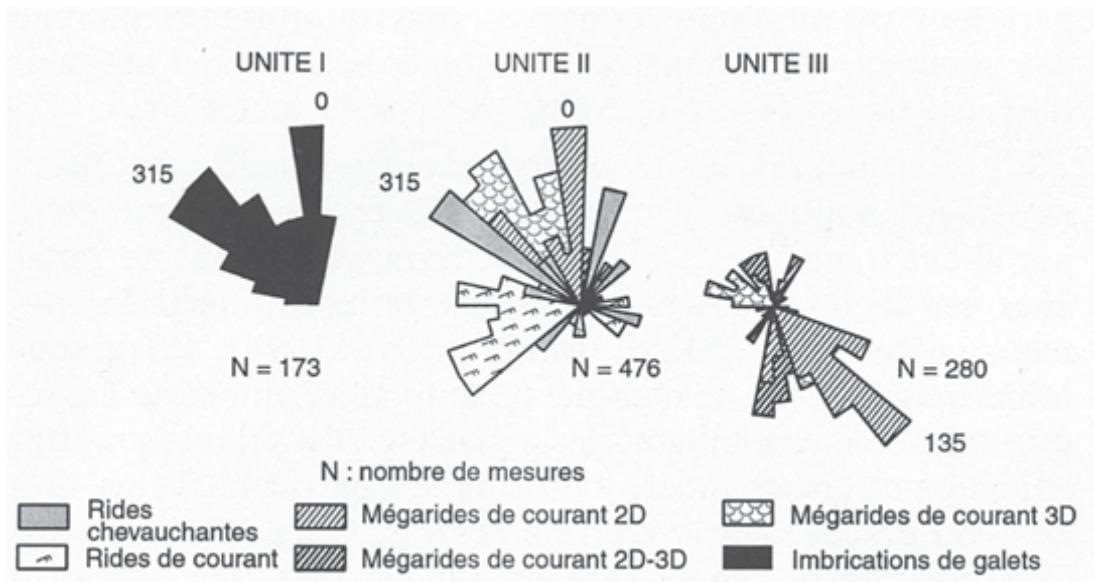 UNITE I UNITE II UNITE III
0 0
315 315
N = 173 N = 476 N = 280
135
N : nombre de mesures
Rides chevauchantes Mégarides de courant 2D Mégarides de courant 3D
Rides de courant Mégarides de courant 2D-3D Imbrications de galets